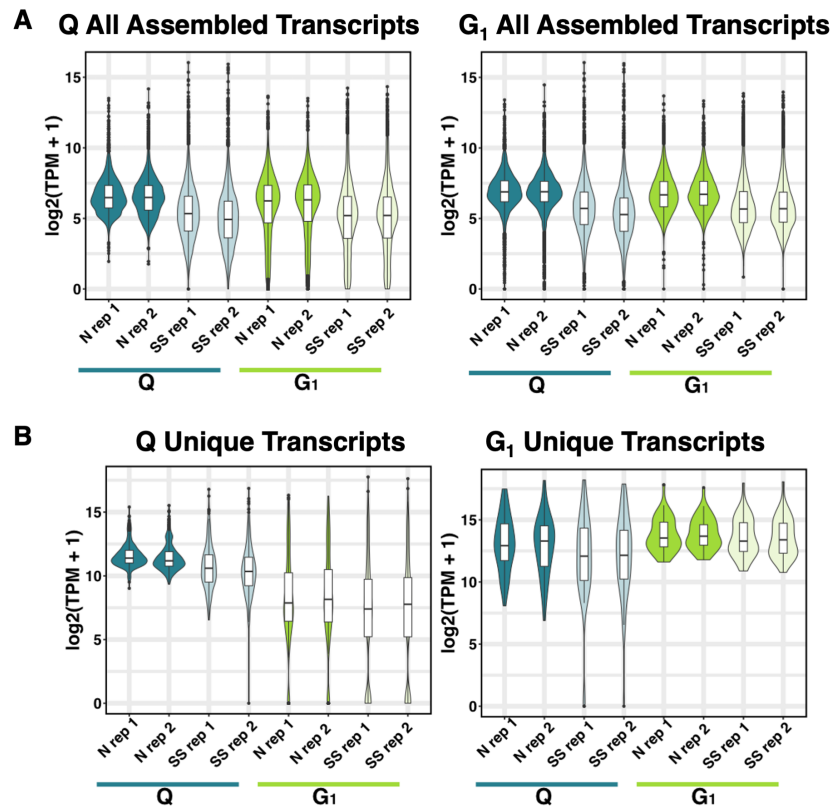 A
Q All Assembled Transcripts
log2(TPM + 1)
15
10
5
0
N rep 1
N rep 2
SS rep 1
SS rep 2
N rep 1
N rep 2
SS rep 1
SS rep 2
Q
G1
G1 All Assembled Transcripts
log2(TPM + 1)
15
10
5
0
N rep 1
N rep 2
SS rep 1
SS rep 2
N rep 1
N rep 2
SS rep 1
SS rep 2
Q
G1
B
Q Unique Transcripts
log2(TPM + 1)
15
10
5
0
N rep 1
N rep 2
SS rep 1
SS rep 2
N rep 1
N rep 2
SS rep 1
SS rep 2
Q
G1
G1 Unique Transcripts
log2(TPM + 1)
15
10
5
0
N rep 1
N rep 2
SS rep 1
SS rep 2
N rep 1
N rep 2
SS rep 1
SS rep 2
Q
G1